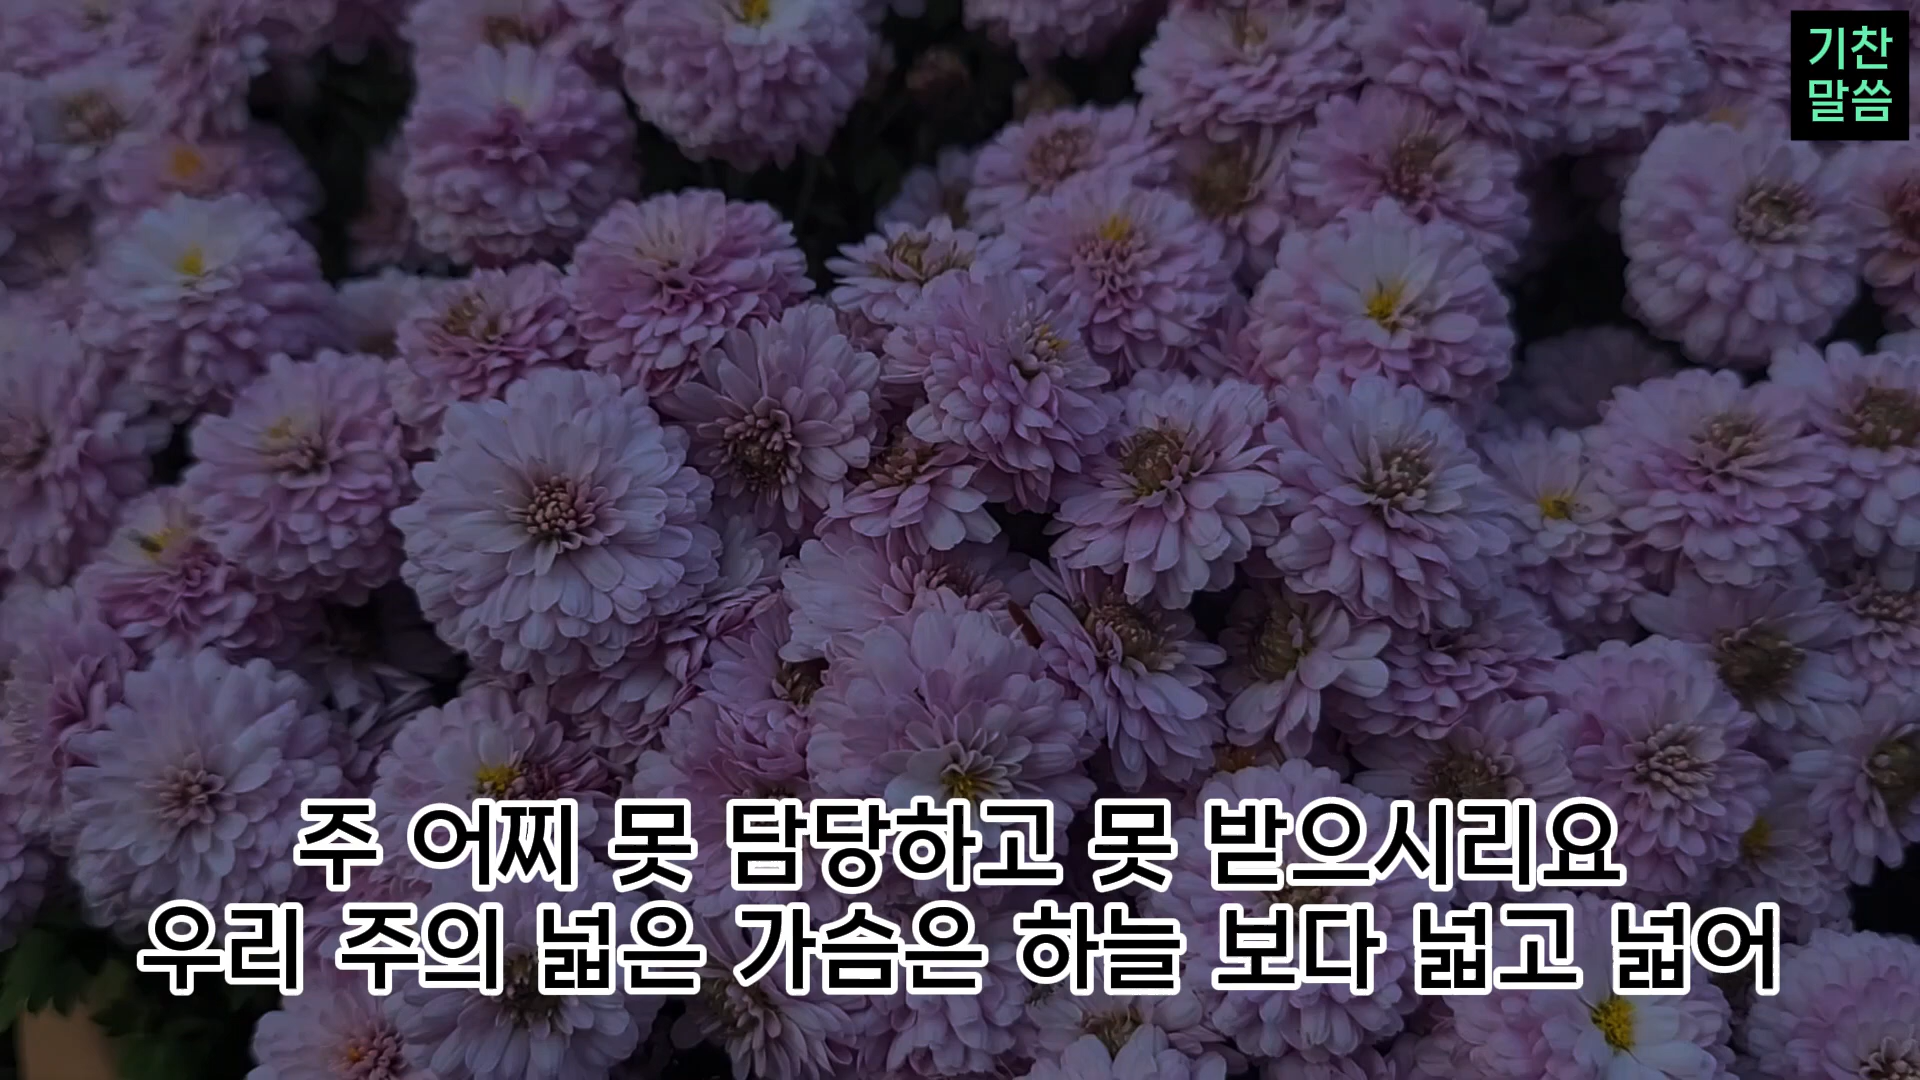 기찬
말씀
주 어찌 못 담당하고 못 받으시리요
우리 주의 넓은 가슴은 하늘 보다 넓고 넓어